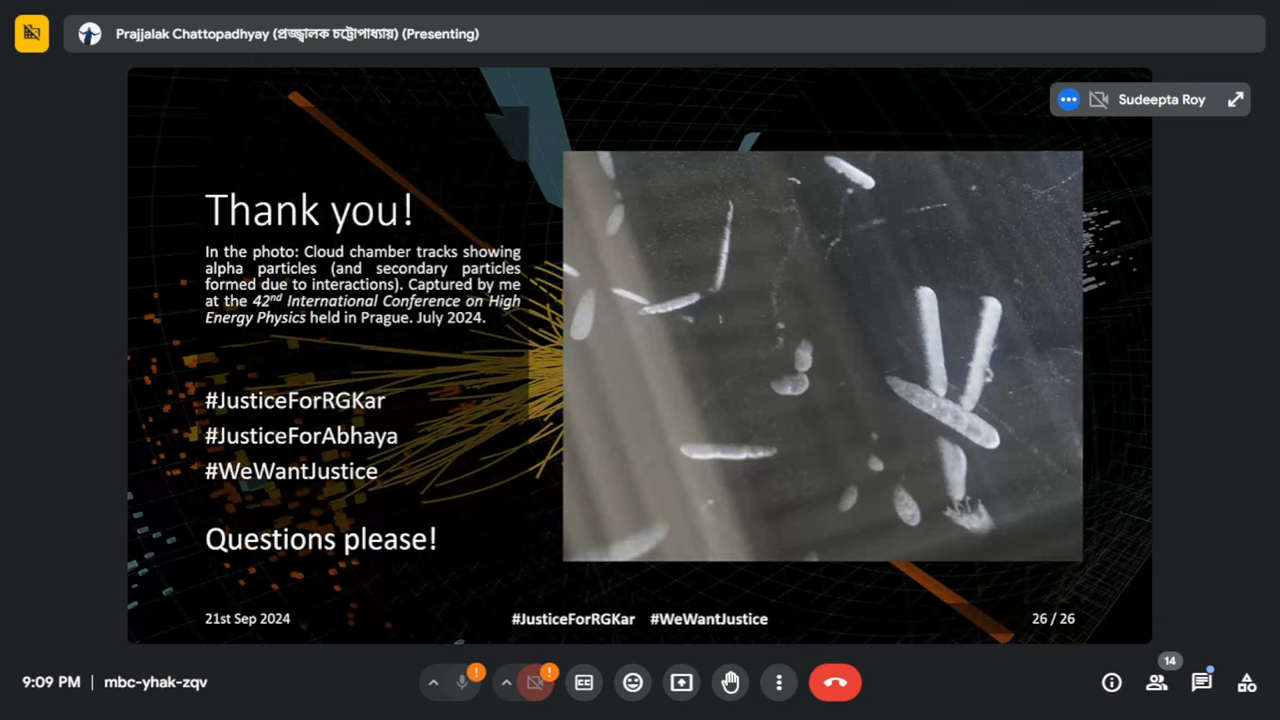 Prajjalak Chattopadhyay (প্রজ্জ্বালক চট্টোপাধ্যায়) (Presenting)
Sudeepta Roy
Thank you!
In the photo: Cloud chamber tracks showing
alpha particles (and secondary particles
formed due to interactions). Captured by me
at the 42nd International Conference on High
Energy Physics held in Prague. July 2024.
#JusticeForRGKar
#JusticeForAbhaya
#WeWantJustice
Questions please!
21st Sep 2024
#JusticeForRGKar #WeWantJustice
26 / 26
9:09 PM | mbc-yhak-zqv
14